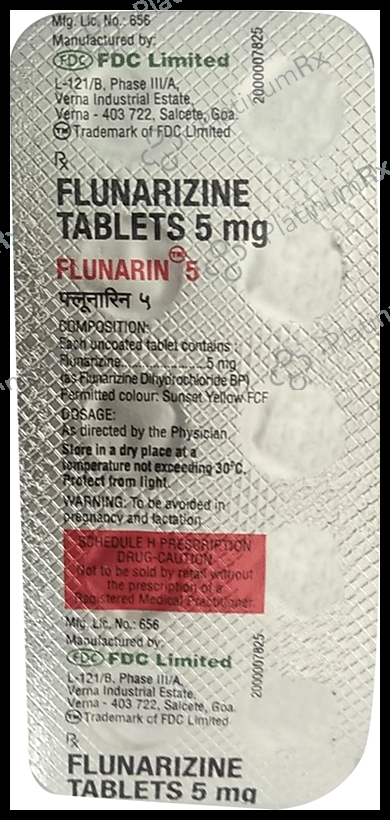 Mfg. Lic. No.: 656
Manufactured by:
FDC FDC Limited
L-121/B, Phase III/A,
Verna Industrial Estate,
Verna - 403 722, Salcete, Goa.
TM Trademark of FDC Limited
2000007825
℞
FLUNARIZINE
TABLETS 5 mg
FLUNARIN TM 5
फ्लूनारिन ५
COMPOSITION:
Each uncoated tablet contains :
Flunarizine.......................5 mg
(as Flunarizine Dihydrochloride BP)
Permitted colour: Sunset Yellow FCF
DOSAGE:
As directed by the Physician.
Store in a dry place at a
temperature not exceeding 30°C.
Protect from light.
WARNING: To be avoided in
pregnancy and lactation.
SCHEDULE H PRESCRIPTION
DRUG-CAUTION
Not to be sold by retail without
the prescription of a
Registered Medical Practitioner.
Mfg. Lic. No.: 656
Manufactured by:
FDC FDC Limited
L-121/B, Phase III/A,
Verna Industrial Estate,
Verna - 403 722, Salcete, Goa.
TM Trademark of FDC Limited
2000007825
℞
FLUNARIZINE
TABLETS 5 mg
PlatinumRx
PlatinumRx
PlatinumRx